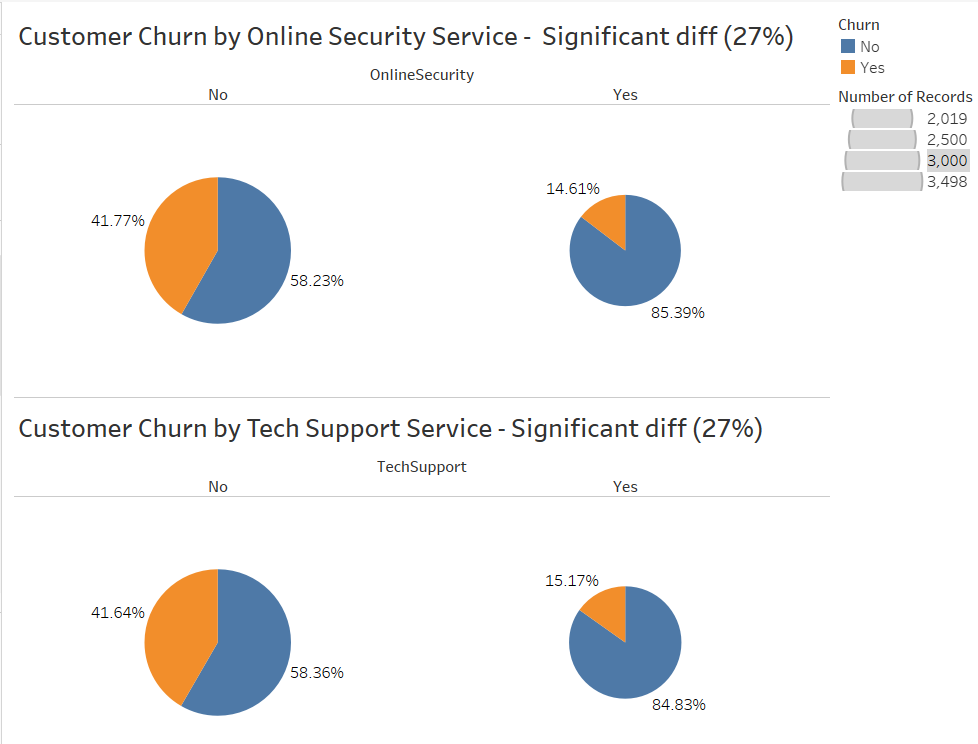 Customer Churn by Online Security Service -  Significant diff (27%)
OnlineSecurity
No
Yes
41.77%
58.23%
14.61%
85.39%
Customer Churn by Tech Support Service - Significant diff (27%)
TechSupport
No
Yes
41.64%
58.36%
15.17%
84.83%
Churn
No
Yes
Number of Records
2,019
2,500
3,000
3,498